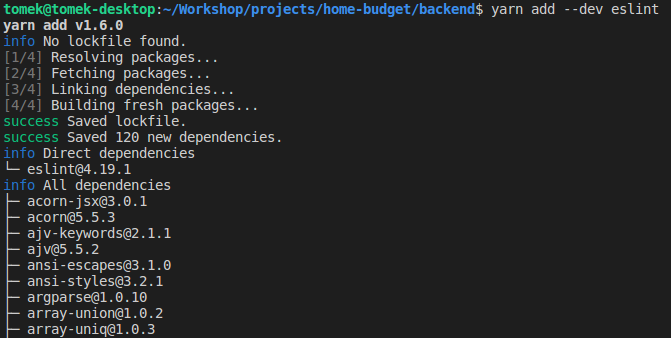 tomek@tomek-desktop:~/Workshop/projects/home-budget/backend$ yarn add --dev eslint
yarn add v1.6.0
info No lockfile found.
[1/4] Resolving packages...
[2/4] Fetching packages...
[3/4] Linking dependencies...
[4/4] Building fresh packages...
success Saved lockfile.
success Saved 120 new dependencies.
info Direct dependencies
└─ eslint@4.19.1
info All dependencies
├─ acorn-jsx@3.0.1
├─ acorn@5.5.3
├─ ajv-keywords@2.1.1
├─ ajv@5.5.2
├─ ansi-escapes@3.1.0
├─ ansi-styles@3.2.1
├─ argparse@1.0.10
├─ array-union@1.0.2
├─ array-uniq@1.0.3